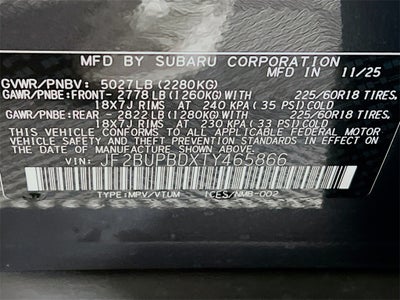 MFD BY SUBARU CORPORATION
MFD IN 11/25
GVWR/PNBV: 5027LB (2280KG)
GAWR/PNBE:FRONT- 2778LB(1260KG)WITH 225/60R18 TIRES,
18X7J RIMS AT 240 KPA (35 PSI)COLD
GAWR/PNBE:REAR - 2822LB(1280KG)WITH 225/60R18 TIRES,
18X7J RIMS AT 230 KPA (33 PSI)COLD
THIS VEHICLE CONFORMS TO ALL APPLICABLE FEDERAL MOTOR
VEHICLE SAFETY, BUMPER, AND THEFT PREVENTION STANDARDS
IN EFFECT ON THE DATE OF MANUFACTURE SHOWN ABOVE.
VIN: JF2BUPBDXTY465866
TYPE:MPV/VTUM ICES/NMB-002